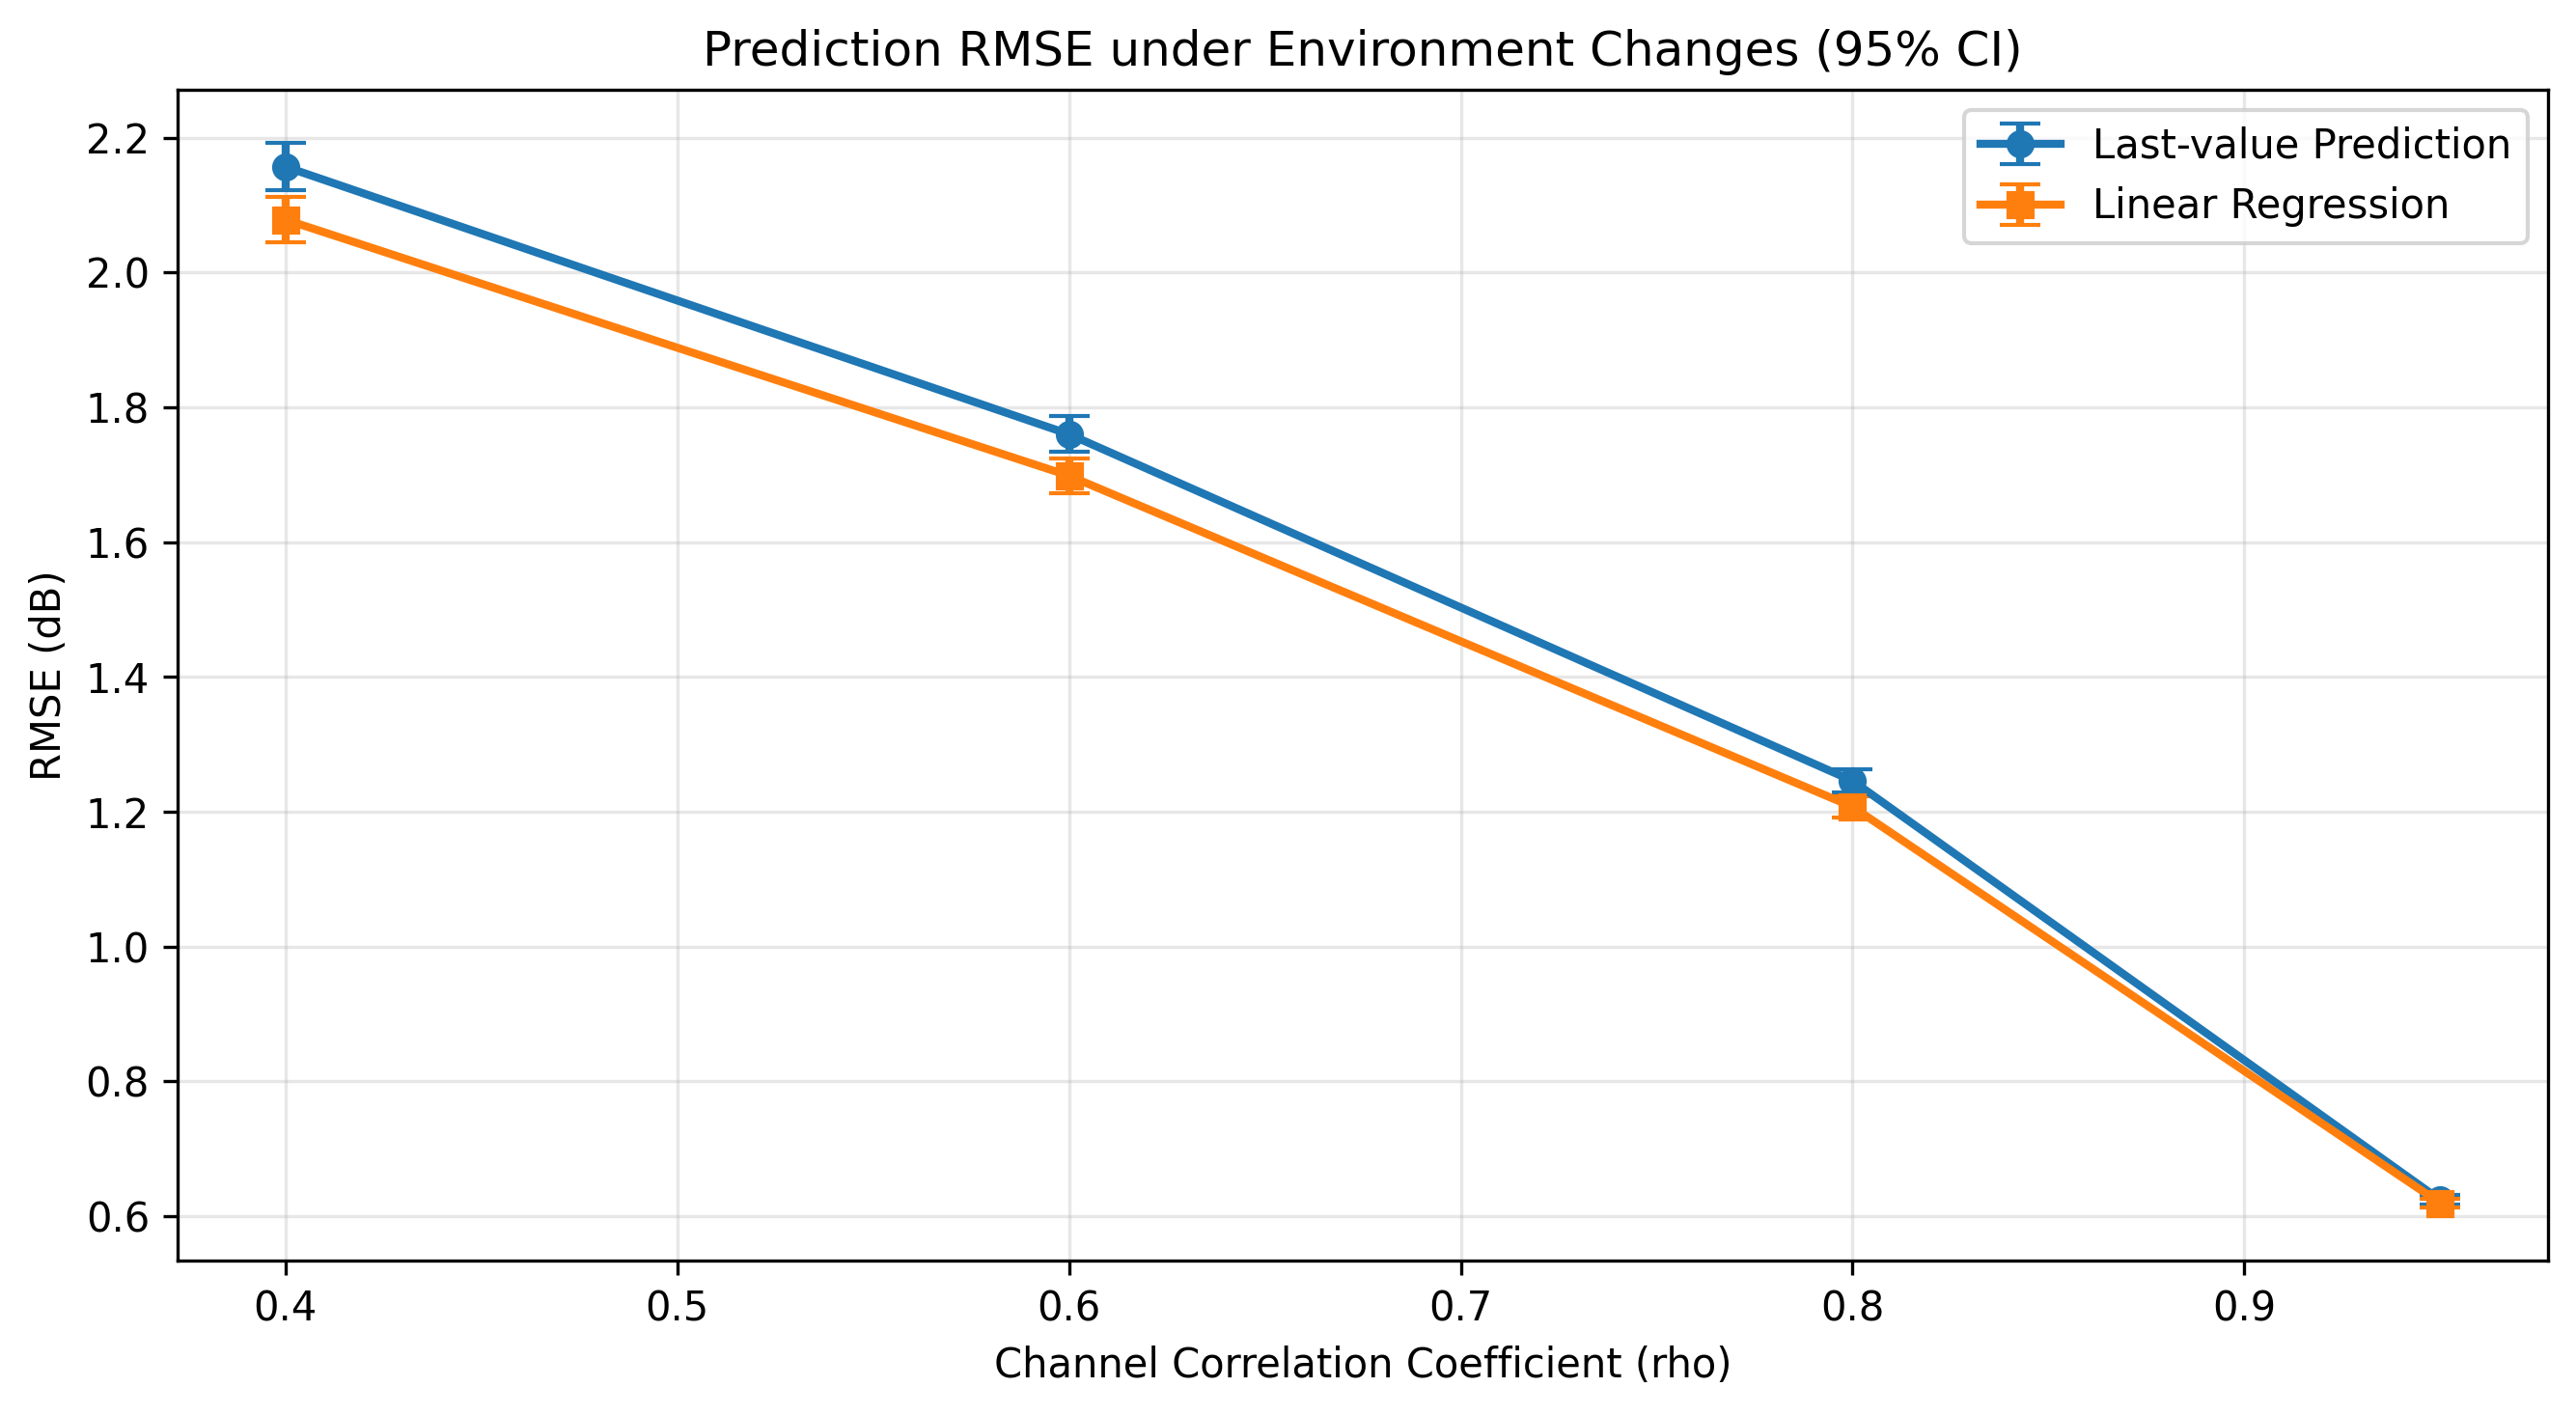 Prediction RMSE under Environment Changes (95% CI)
Last-value Prediction
Linear Regression
RMSE (dB)
2.2
2.0
1.8
1.6
1.4
1.2
1.0
0.8
0.6
0.4 0.5 0.6 0.7 0.8 0.9
Channel Correlation Coefficient (rho)